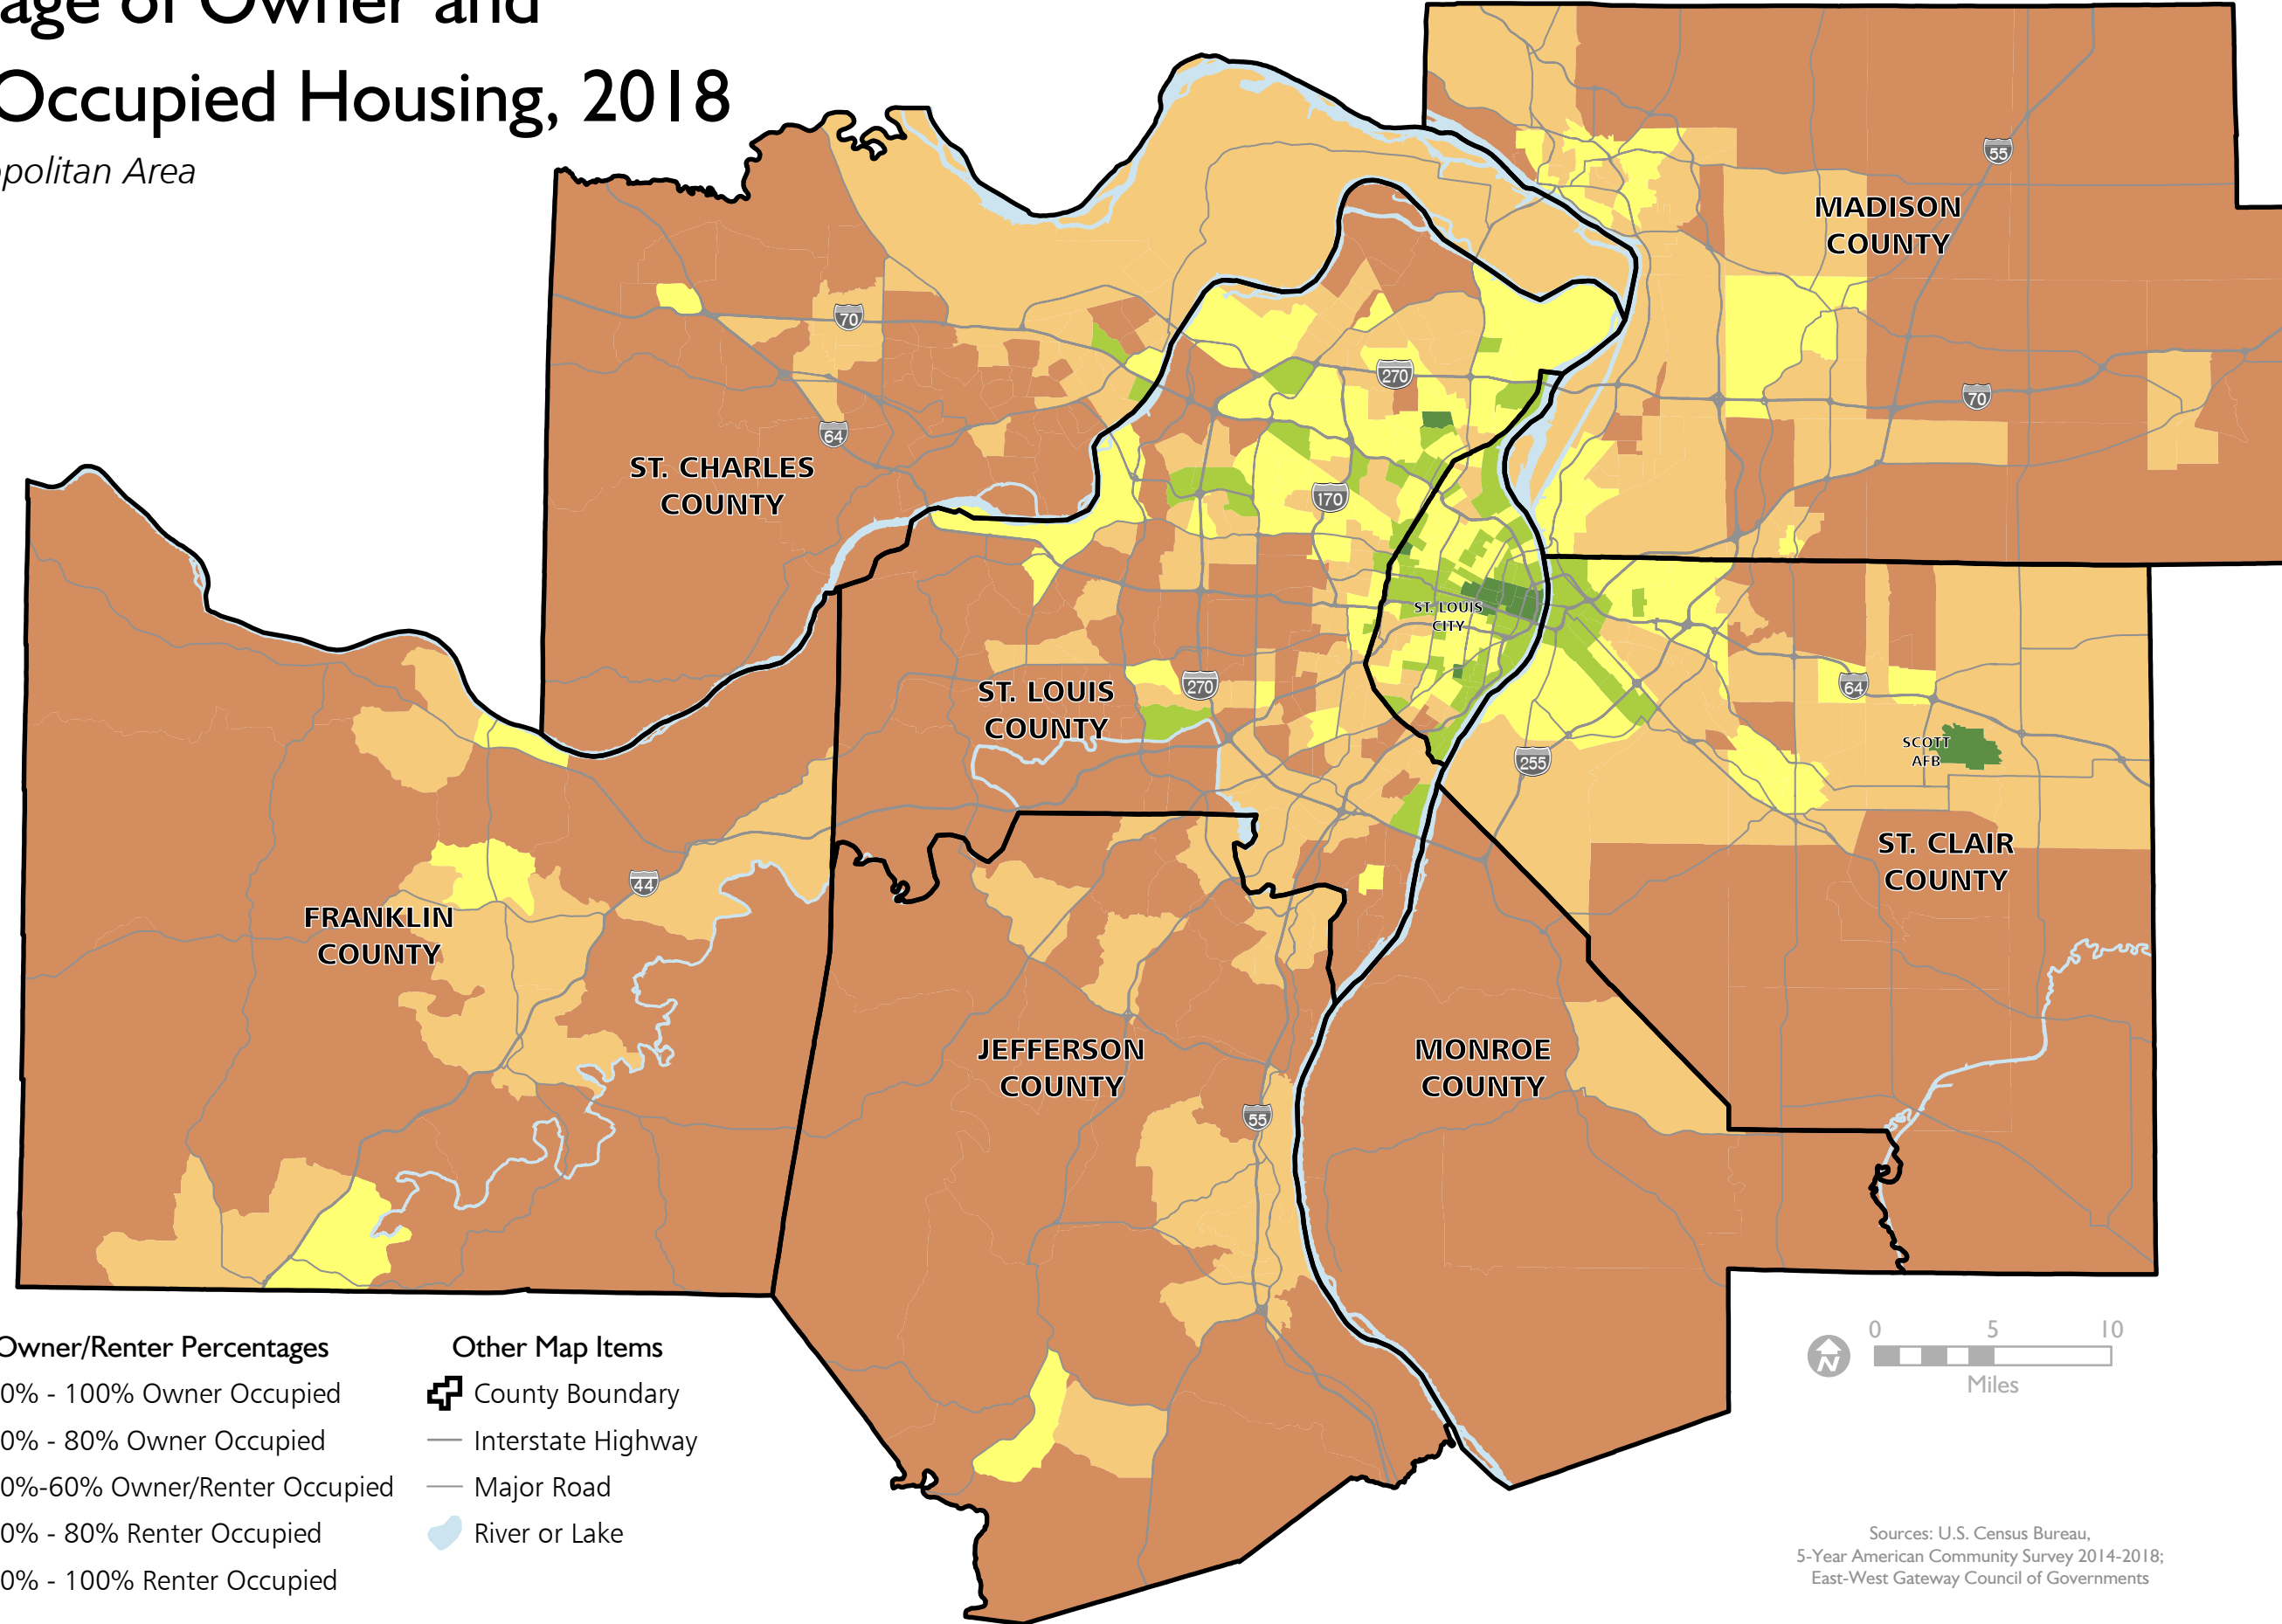 age of Owner and
Occupied Housing, 2018
politan Area
55
MADISON
COUNTY
70
270
70
64
ST. CHARLES
COUNTY
170
ST. LOUIS
CITY
270
64
ST. LOUIS
COUNTY
SCOTT
AFB
255
ST. CLAIR
COUNTY
44
FRANKLIN
COUNTY
JEFFERSON
COUNTY
MONROE
COUNTY
55
Owner/Renter Percentages
0% - 100% Owner Occupied
0% - 80% Owner Occupied
0%-60% Owner/Renter Occupied
0% - 80% Renter Occupied
0% - 100% Renter Occupied
Other Map Items
County Boundary
Interstate Highway
Major Road
River or Lake
N
0 5 10
Miles
Sources: U.S. Census Bureau,
5-Year American Community Survey 2014-2018;
East-West Gateway Council of Governments